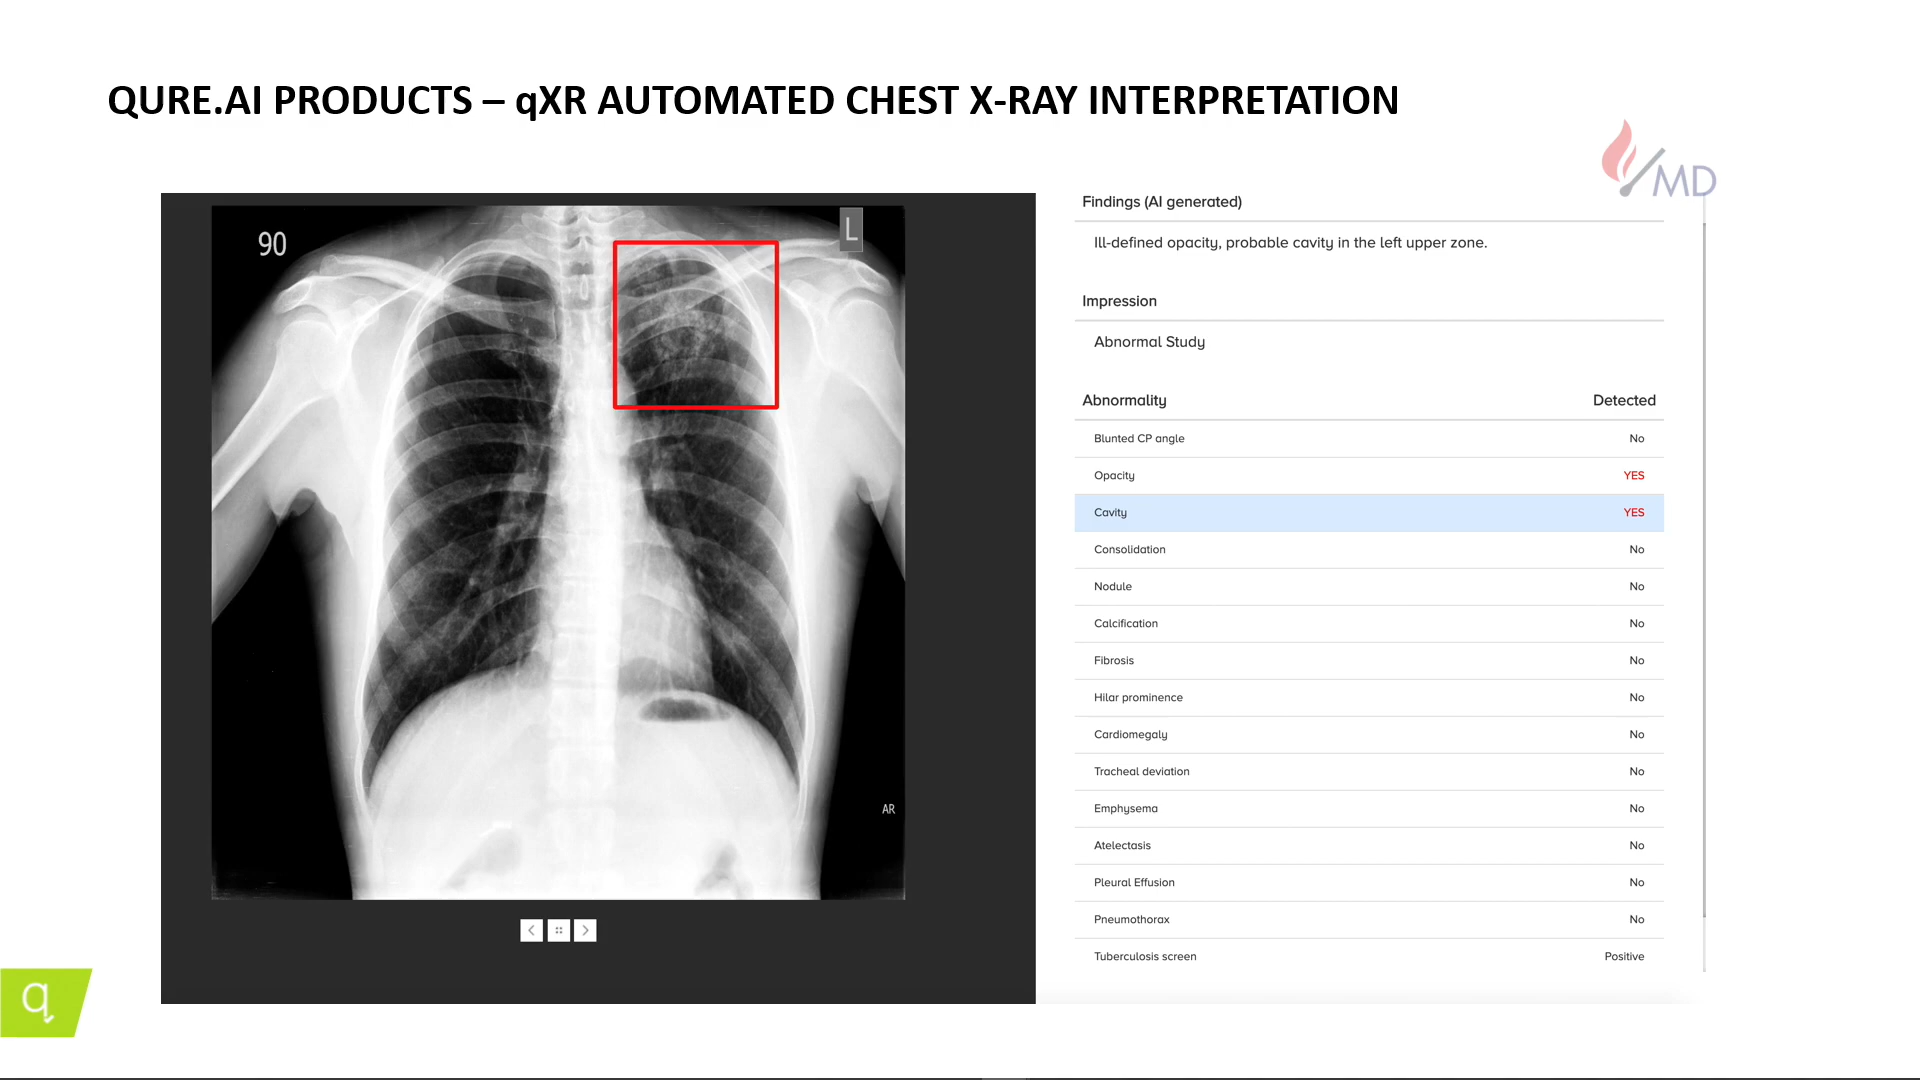 QURE.AI PRODUCTS – qXR AUTOMATED CHEST X-RAY INTERPRETATION
MD
90
L
AR
Findings (AI generated)
Ill-defined opacity, probable cavity in the left upper zone.
Impression
Abnormal Study
Abnormality Detected
Blunted CP angle No
Opacity YES
Cavity YES
Consolidation No
Nodule No
Calcification No
Fibrosis No
Hilar prominence No
Cardiomegaly No
Tracheal deviation No
Emphysema No
Atelectasis No
Pleural Effusion No
Pneumothorax No
Tuberculosis screen Positive
q